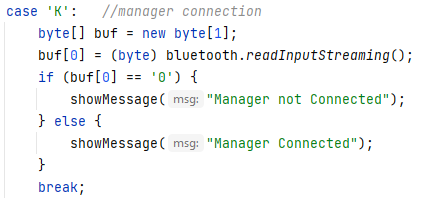 case 'K':   //manager connection
    byte[] buf = new byte[1];
    buf[0] = (byte) bluetooth.readInputStreaming();
    if (buf[0] == '0') {
        showMessage( msg: "Manager not Connected");
    } else {
        showMessage( msg: "Manager Connected");
    }
    break;